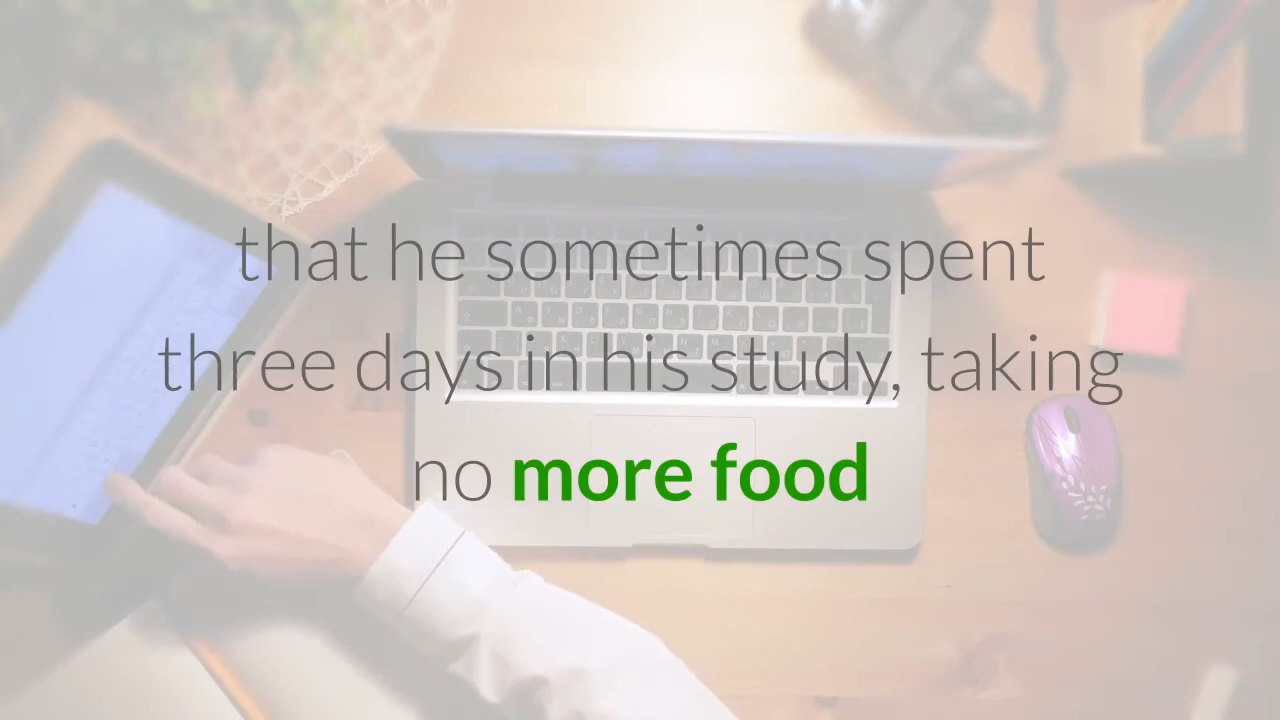 that he sometimes spent
three days in his study, taking
no more food